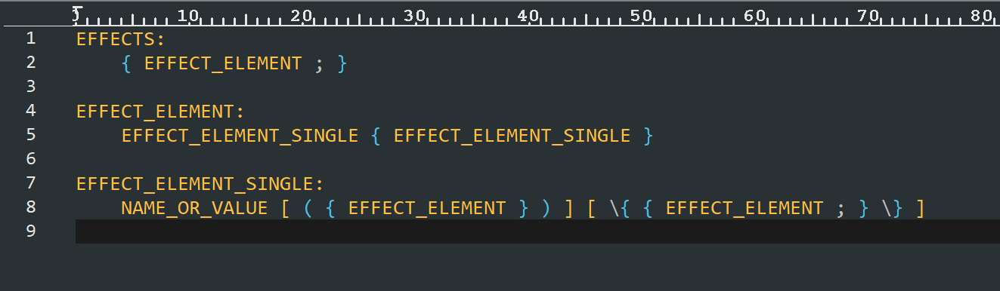 0 10 20 30 40 50 60 70 80
1 EFFECTS:
2     { EFFECT_ELEMENT ; }
3
4 EFFECT_ELEMENT:
5     EFFECT_ELEMENT_SINGLE { EFFECT_ELEMENT_SINGLE }
6
7 EFFECT_ELEMENT_SINGLE:
8     NAME_OR_VALUE [ ( { EFFECT_ELEMENT } ) ] [ \{ { EFFECT_ELEMENT ; } \} ]
9